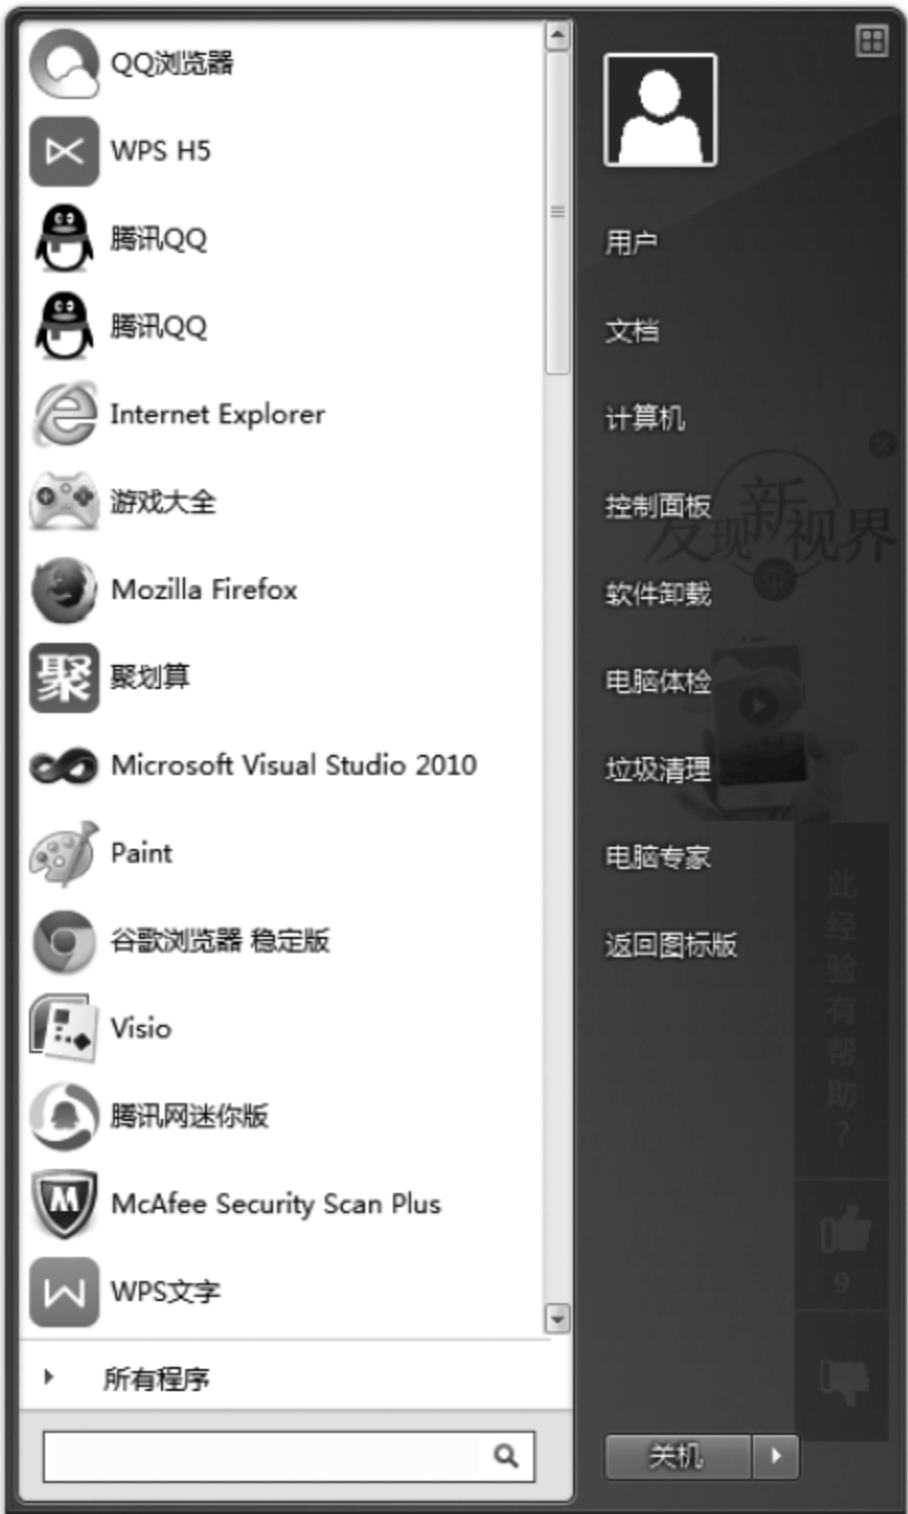 QQ浏览器
WPS H5
腾讯QQ
腾讯QQ
Internet Explorer
游戏大全
Mozilla Firefox
聚
聚划算
Microsoft Visual Studio 2010
Paint
谷歌浏览器 稳定版
Visio
腾讯网迷你版
McAfee Security Scan Plus
WPS文字
所有程序
用户
文档
计算机
控制面板
软件卸载
电脑体检
垃圾清理
电脑专家
返回图标版
发现新视界
此经验有帮助？
9
关机